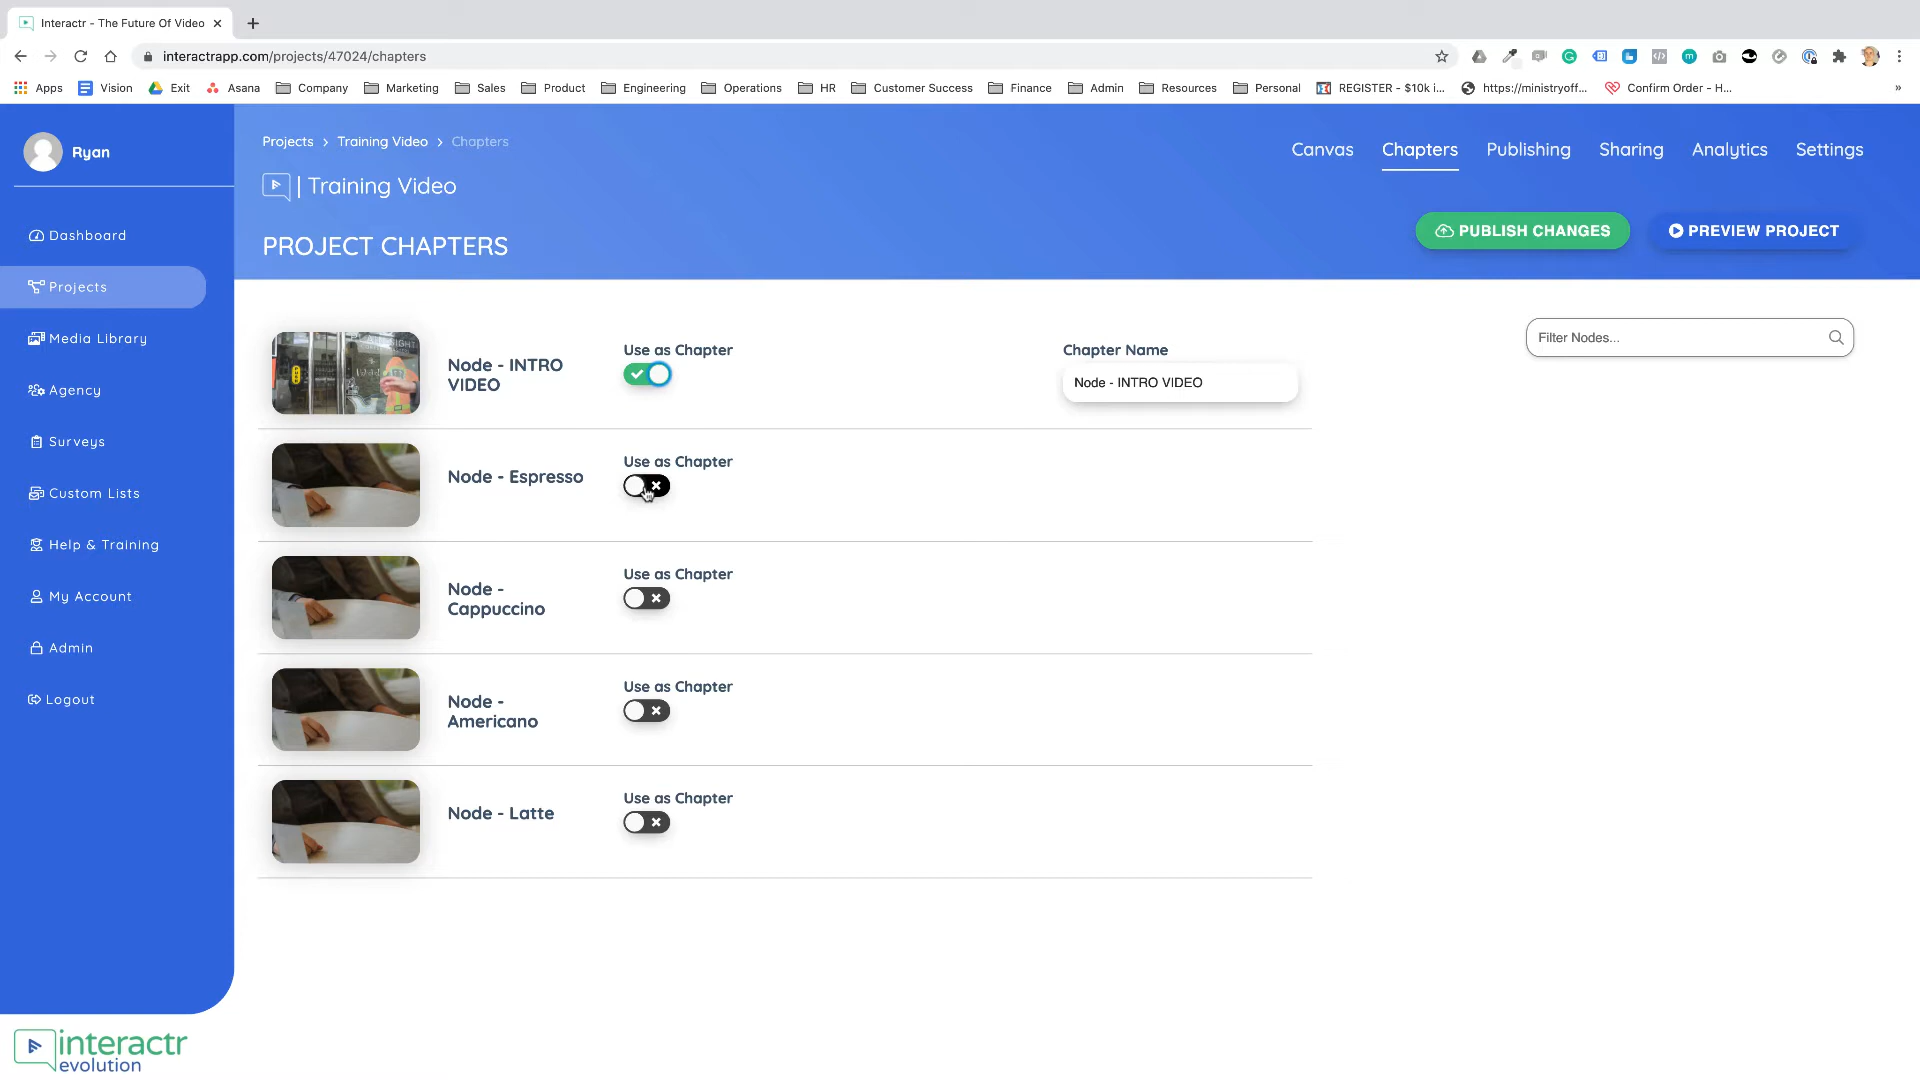 Interactr - The Future Of Video
interactrapp.com/projects/47024/chapters
Apps Vision Exit Asana Company Marketing Sales Product Engineering Operations HR Customer Success Finance Admin Resources Personal REGISTER - $10k i... https://ministryoff... Confirm Order - H... »
Ryan
Projects > Training Video > Chapters
Canvas Chapters Publishing Sharing Analytics Settings
| Training Video
PROJECT CHAPTERS
PUBLISH CHANGES
PREVIEW PROJECT
Dashboard
Projects
Media Library
Agency
Surveys
Custom Lists
Help & Training
My Account
Admin
Logout
Filter Nodes...
Node - INTRO
VIDEO
Use as Chapter
Chapter Name
Node - INTRO VIDEO
Node - Espresso
Use as Chapter
Node -
Cappuccino
Use as Chapter
Node -
Americano
Use as Chapter
Node - Latte
Use as Chapter
interactr
evolution